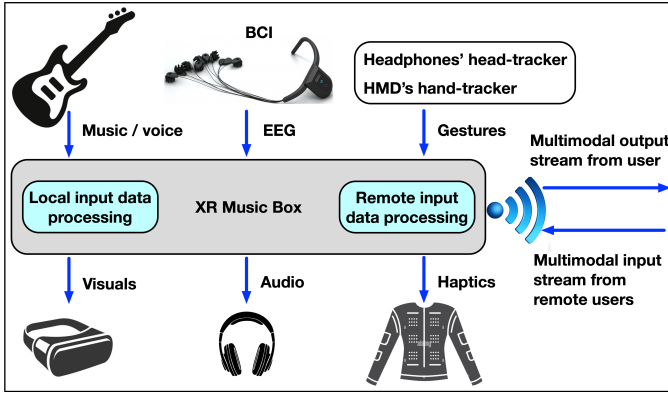 BCI
Headphones' head-tracker
HMD's hand-tracker
Music / voice
EEG
Gestures
Multimodal output
stream from user
Local input data
processing
XR Music Box
Remote input
data processing
Multimodal input
stream from
remote users
Visuals
Audio
Haptics